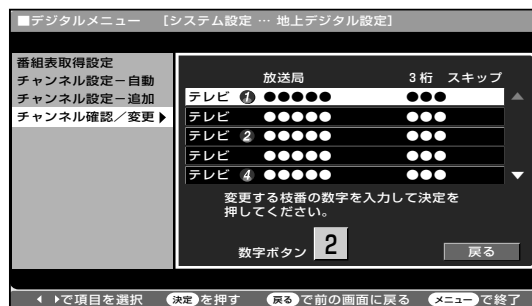 ■デジタルメニュー [システム設定 … 地上デジタル設定]
番組表取得設定
チャンネル設定－自動
チャンネル設定－追加
チャンネル確認／変更▶
放送局 3桁 スキップ
テレビ ❶ ●●●●● ●●● ▲
テレビ ●●●●● ●●●
テレビ ❷ ●●●●● ●●●
テレビ ●●●●● ●●●
テレビ ❹ ●●●●● ●●● ▼
変更する枝番の数字を入力して決定を
押してください。
数字ボタン 2 戻る
◀ ▶で項目を選択 決定を押す 戻るで前の画面に戻る メニューで終了